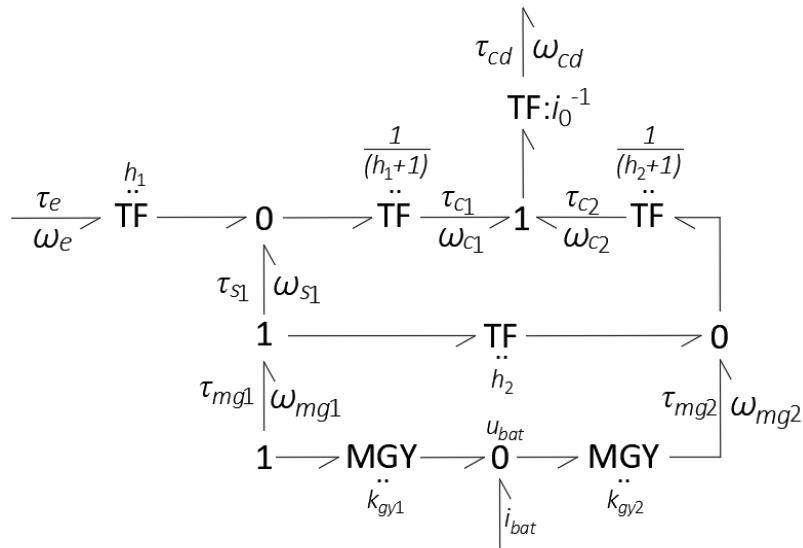 τcd ωcd
TF:i0-1
h1
1
(h1+1)
1
(h2+1)
τe
TF
0
TF
τc1
1
τc2
TF
ωe
ωc1
ωc2
τs1 ωs1
1
TF
0
h2
τmg1 ωmg1
τmg2 ωmg2
ubat
1
MGY
0
MGY
kgy1
kgy2
ibat